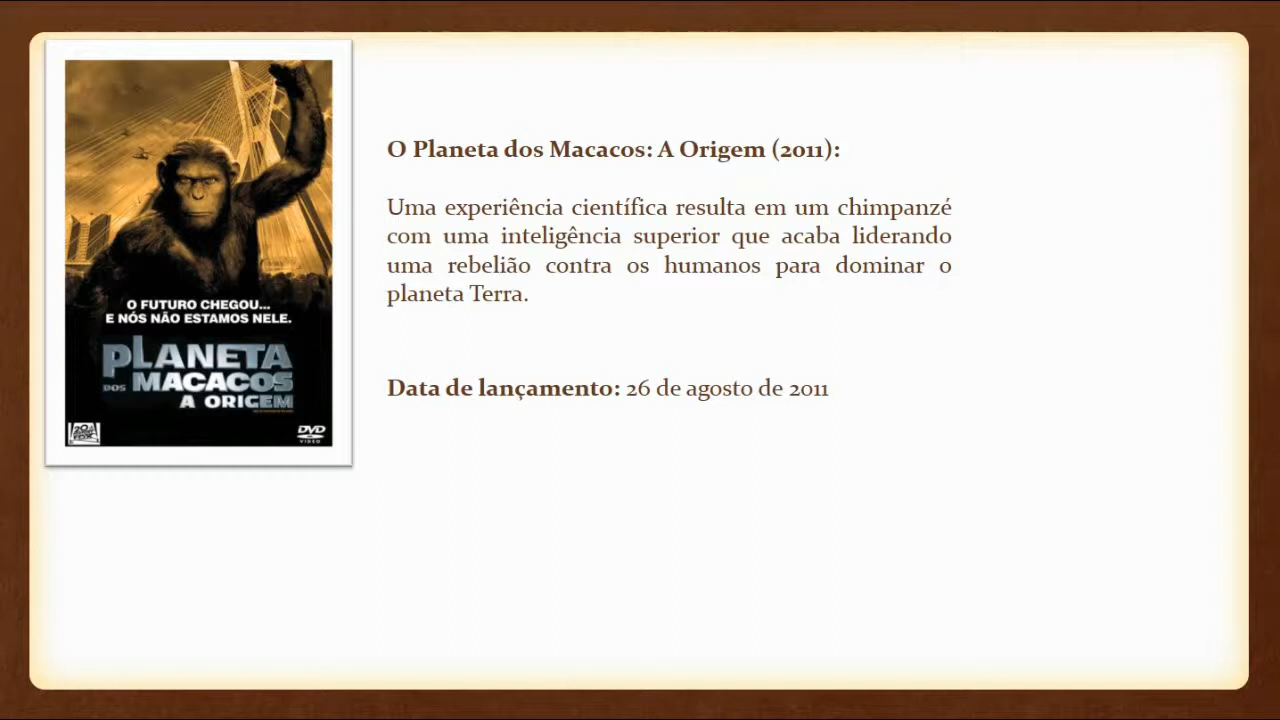 O Planeta dos Macacos: A Origem (2011):
Uma experiência científica resulta em um chimpanzé
com uma inteligência superior que acaba liderando
uma rebelião contra os humanos para dominar o
planeta Terra.
Data de lançamento: 26 de agosto de 2011
O FUTURO CHEGOU...
E NÓS NÃO ESTAMOS NELE.
PLANETA
DOS MACACOS
A ORIGEM
DVD
VIDEO